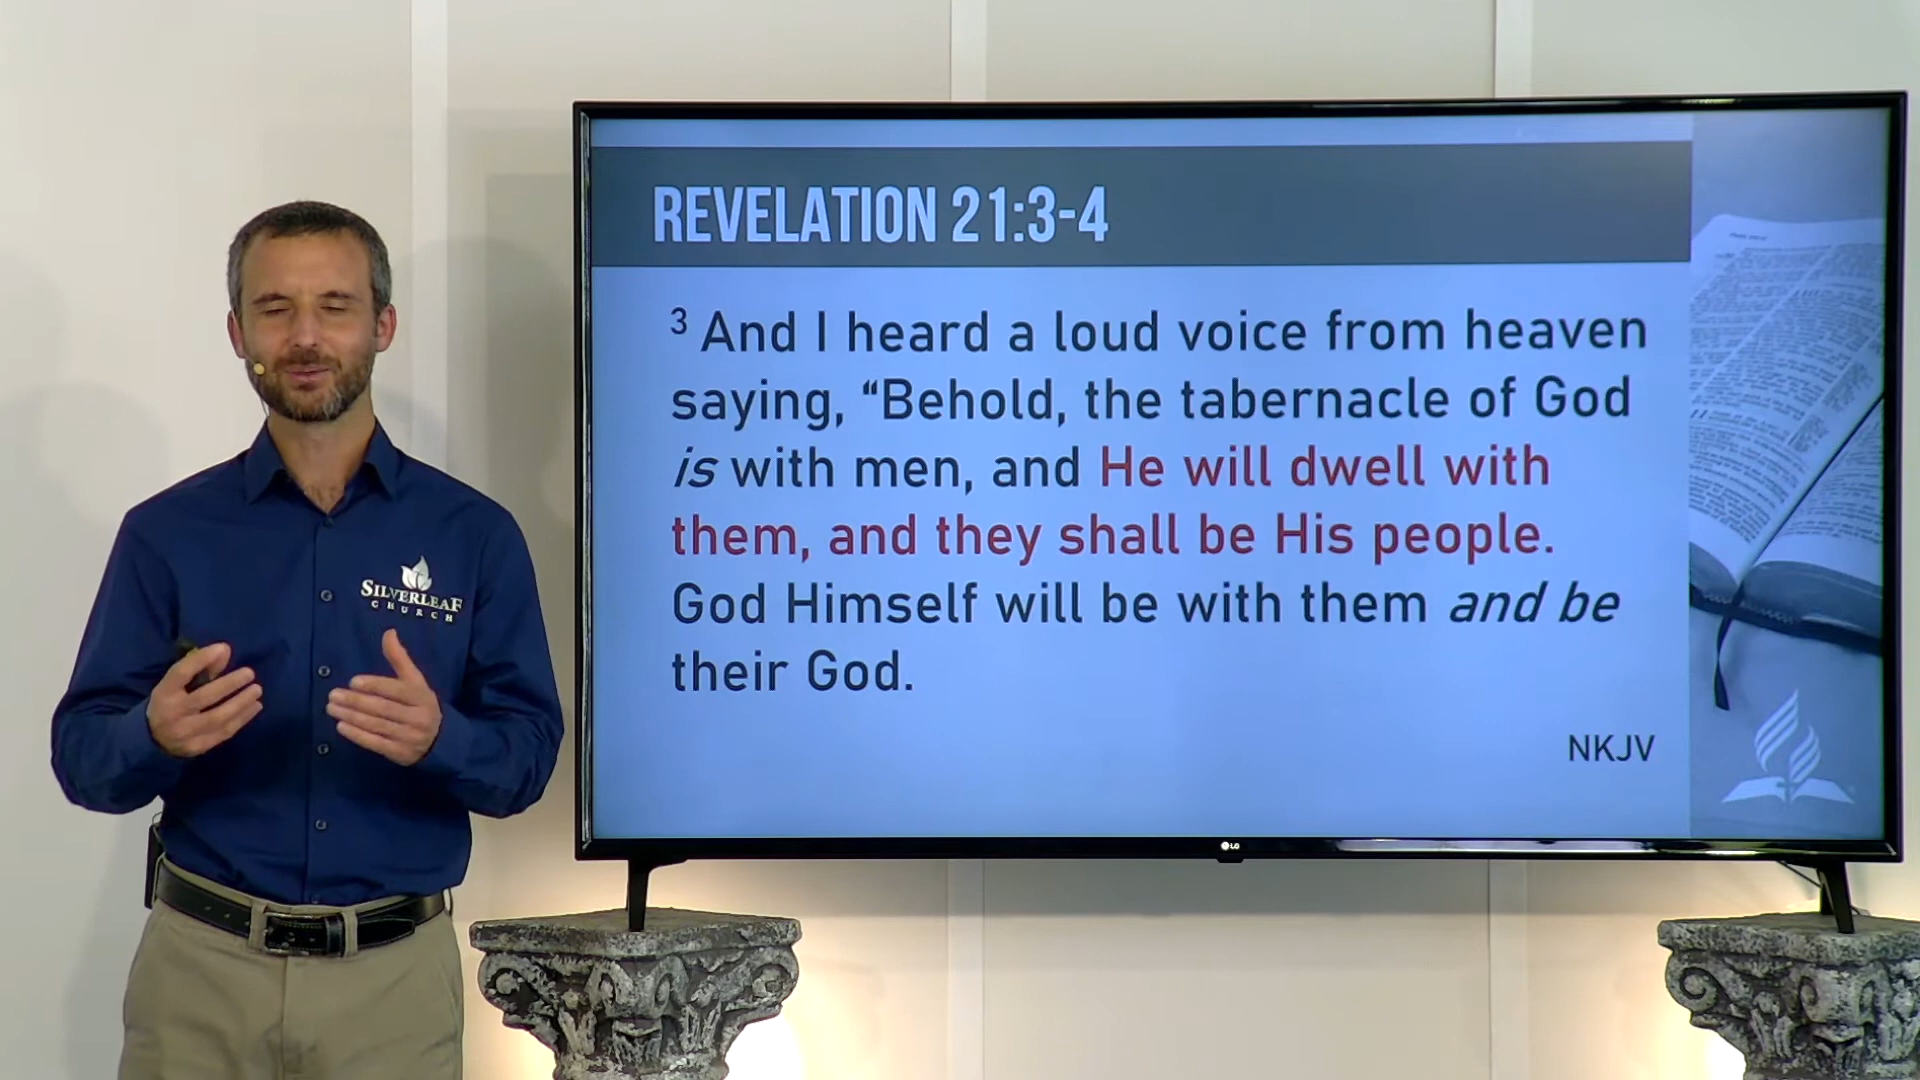 REVELATION 21:3-4
3 And I heard a loud voice from heaven
saying, “Behold, the tabernacle of God
is with men, and He will dwell with
them, and they shall be His people.
God Himself will be with them and be
their God.
NKJV
SILVERLEAF
CHURCH
LG